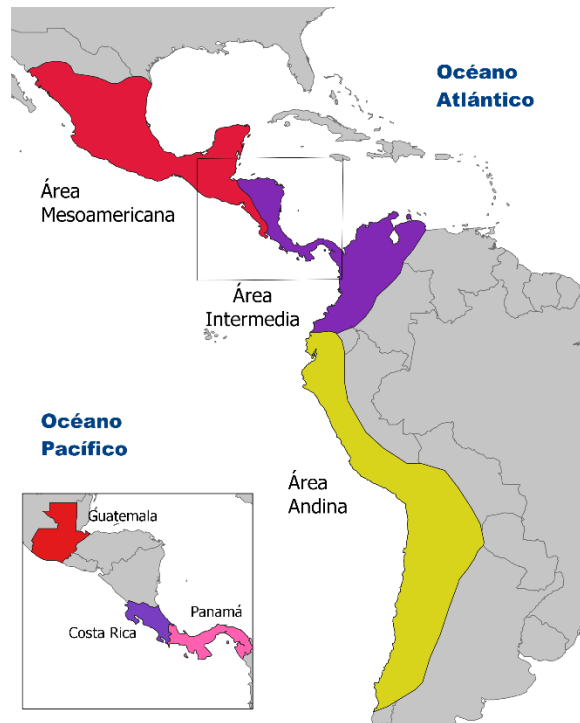 Océano
Atlántico
Área
Mesoamericana
Área
Intermedia
Océano
Pacífico
Área
Andina
Guatemala
Panamá
Costa Rica